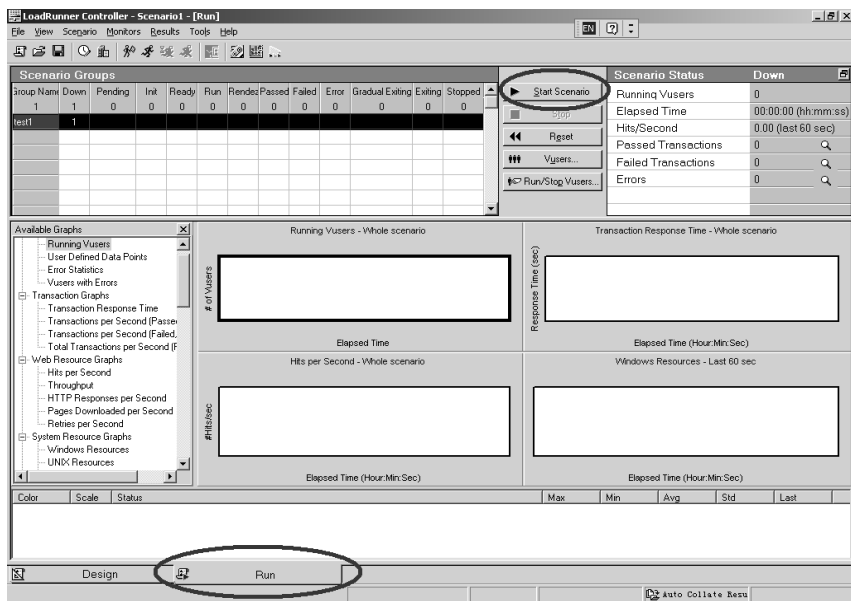 LoadRunner Controller - Scenario1 - [Run]
File View Scenario Monitors Results Tools Help
EN
Scenario Groups
Group Name Down Pending Init Ready Run Rendez Passed Failed Error Gradual Exiting Exiting Stopped
1 1 0 0 0 0 0 0 0 0 0 0 0
test1 1
Start Scenario
Stop
Reset
Vusers...
Run/Stop Vusers...
Scenario Status Down
Running Vusers 0
Elapsed Time 00:00:00 (hh:mm:ss)
Hits/Second 0.00 (last 60 sec)
Passed Transactions 0
Failed Transactions 0
Errors 0
Available Graphs
Running Vusers
User Defined Data Points
Error Statistics
Vusers with Errors
Transaction Graphs
Transaction Response Time
Transactions per Second (Passe
Transactions per Second (Failed,
Total Transactions per Second (F
Web Resource Graphs
Hits per Second
Throughput
HTTP Responses per Second
Pages Downloaded per Second
Retries per Second
System Resource Graphs
Windows Resources
UNIX Resources
Running Vusers - Whole scenario
# of Vusers
Elapsed Time
Transaction Response Time - Whole scenario
Response Time (sec)
Elapsed Time (Hour:Min:Sec)
Hits per Second - Whole scenario
#Hits/sec
Elapsed Time (Hour:Min:Sec)
Windows Resources - Last 60 sec
Elapsed Time (Hour:Min:Sec)
Color Scale Status Max Min Avg Std Last
Design Run
Auto Collate Resu